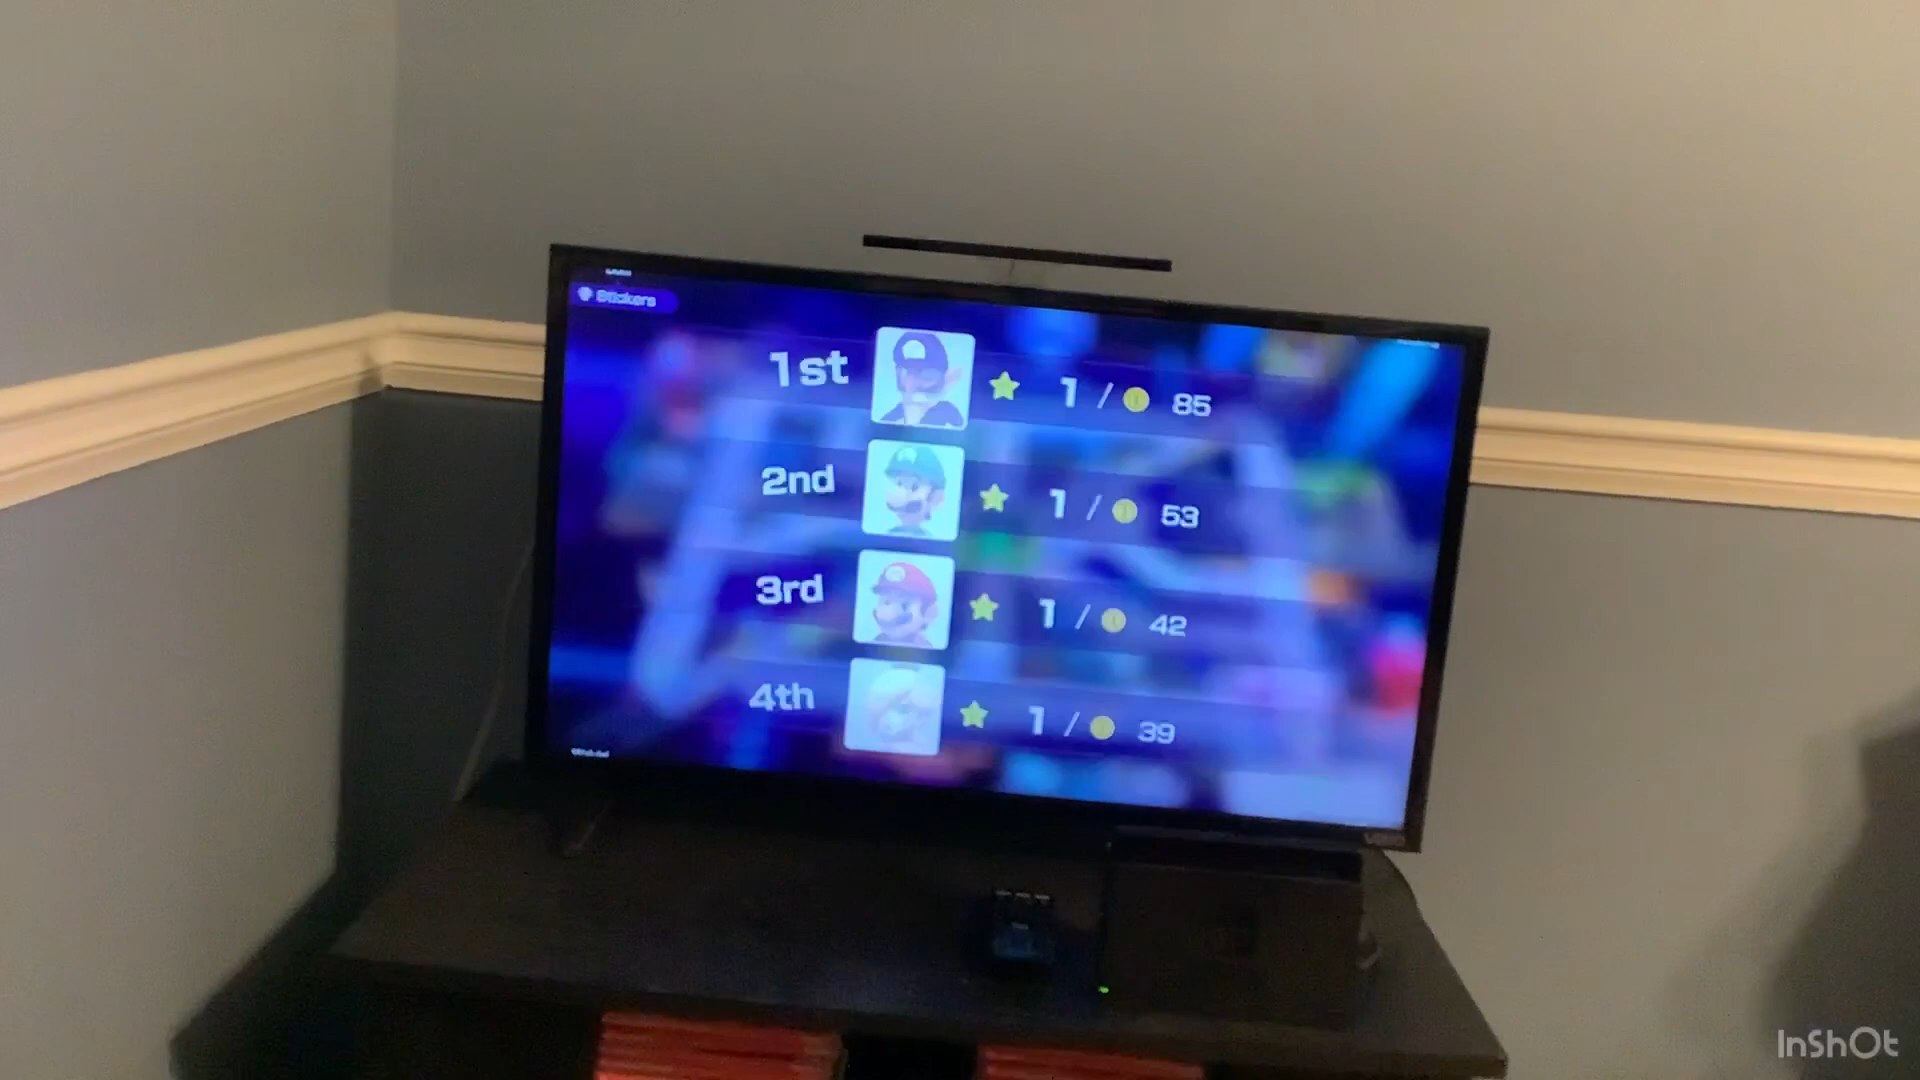 Stickers
1st 1 / 85
2nd 1 / 53
3rd 1 / 42
4th 1 / 39
InShOt